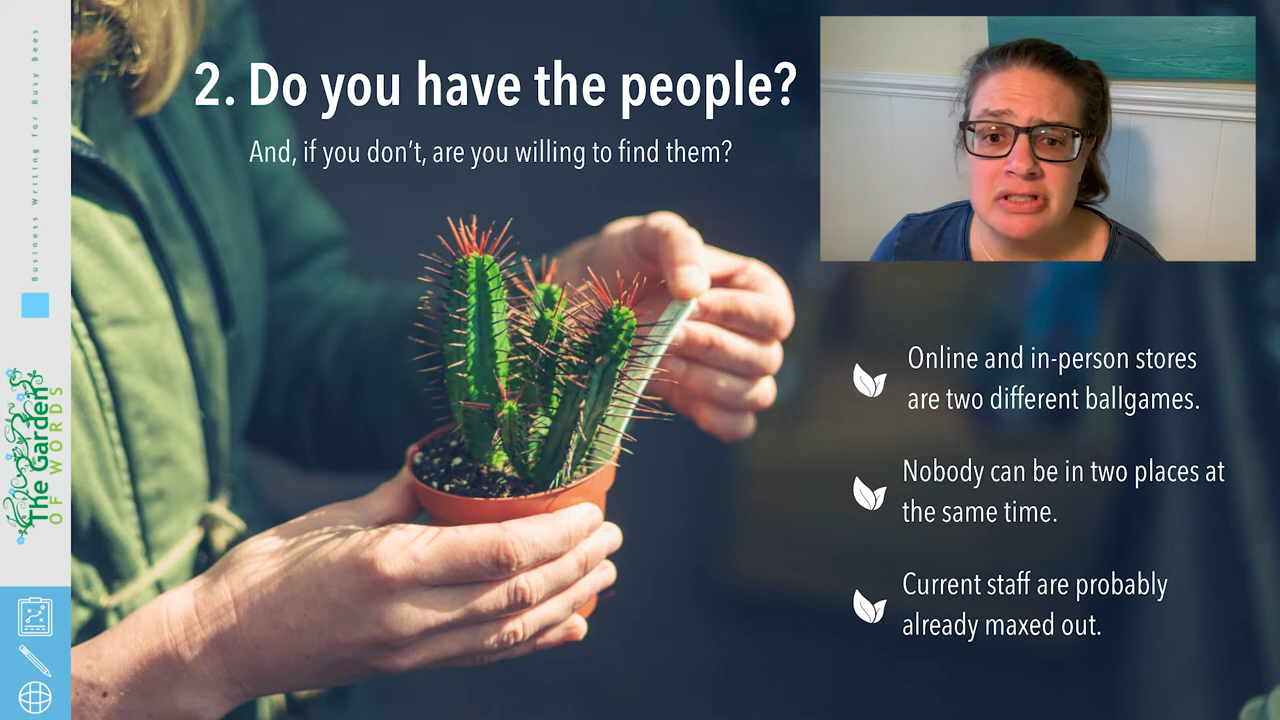 2. Do you have the people?
And, if you don't, are you willing to find them?
Online and in-person stores
are two different ballgames.
Nobody can be in two places at
the same time.
Current staff are probably
already maxed out.
Business Writing for Busy Bees
The Garden
OF WORDS